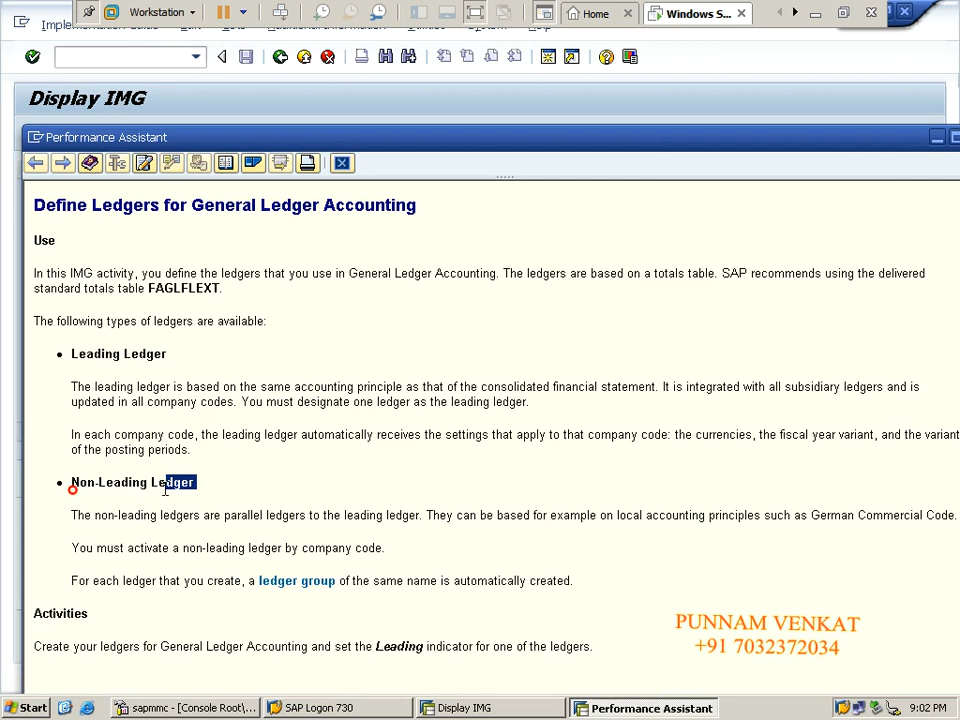 Workstation
Home
Windows S...
Display IMG
Performance Assistant
Define Ledgers for General Ledger Accounting
Use
In this IMG activity, you define the ledgers that you use in General Ledger Accounting. The ledgers are based on a totals table. SAP recommends using the delivered
standard totals table FAGLFLEXT.
The following types of ledgers are available:
• Leading Ledger
The leading ledger is based on the same accounting principle as that of the consolidated financial statement. It is integrated with all subsidiary ledgers and is
updated in all company codes. You must designate one ledger as the leading ledger.
In each company code, the leading ledger automatically receives the settings that apply to that company code: the currencies, the fiscal year variant, and the variant
of the posting periods.
• Non-Leading Ledger
The non-leading ledgers are parallel ledgers to the leading ledger. They can be based for example on local accounting principles such as German Commercial Code.
You must activate a non-leading ledger by company code.
For each ledger that you create, a ledger group of the same name is automatically created.
Activities
Create your ledgers for General Ledger Accounting and set the Leading indicator for one of the ledgers.
PUNNAM VENKAT
+91 7032372034
Start
sapmmc - [Console Root\...
SAP Logon 730
Display IMG
Performance Assistant
9:02 PM